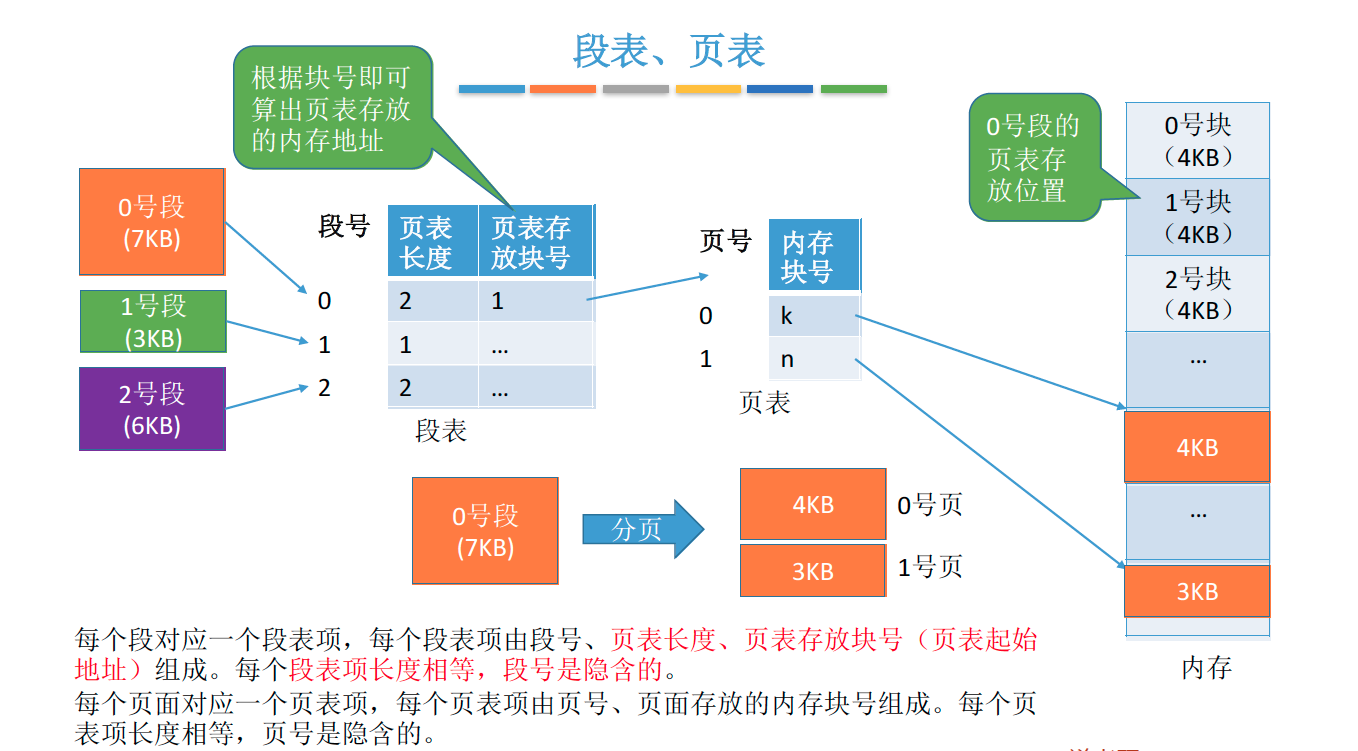 段表、页表
根据块号即可
算出页表存放
的内存地址
0号段
(7KB)
1号段
(3KB)
2号段
(6KB)
段号
页表
长度
页表存
放块号
0
2
1
1
1
...
2
2
...
段表
页号
内存
块号
0
k
1
n
页表
0号段的
页表存
放位置
0号块
（4KB）
1号块
（4KB）
2号块
（4KB）
...
4KB
...
3KB
内存
0号段
(7KB)
分页
4KB
0号页
3KB
1号页
每个段对应一个段表项，每个段表项由段号、页表长度、页表存放块号（页表起始
地址）组成。每个段表项长度相等，段号是隐含的。
每个页面对应一个页表项，每个页表项由页号、页面存放的内存块号组成。每个页
表项长度相等，页号是隐含的。